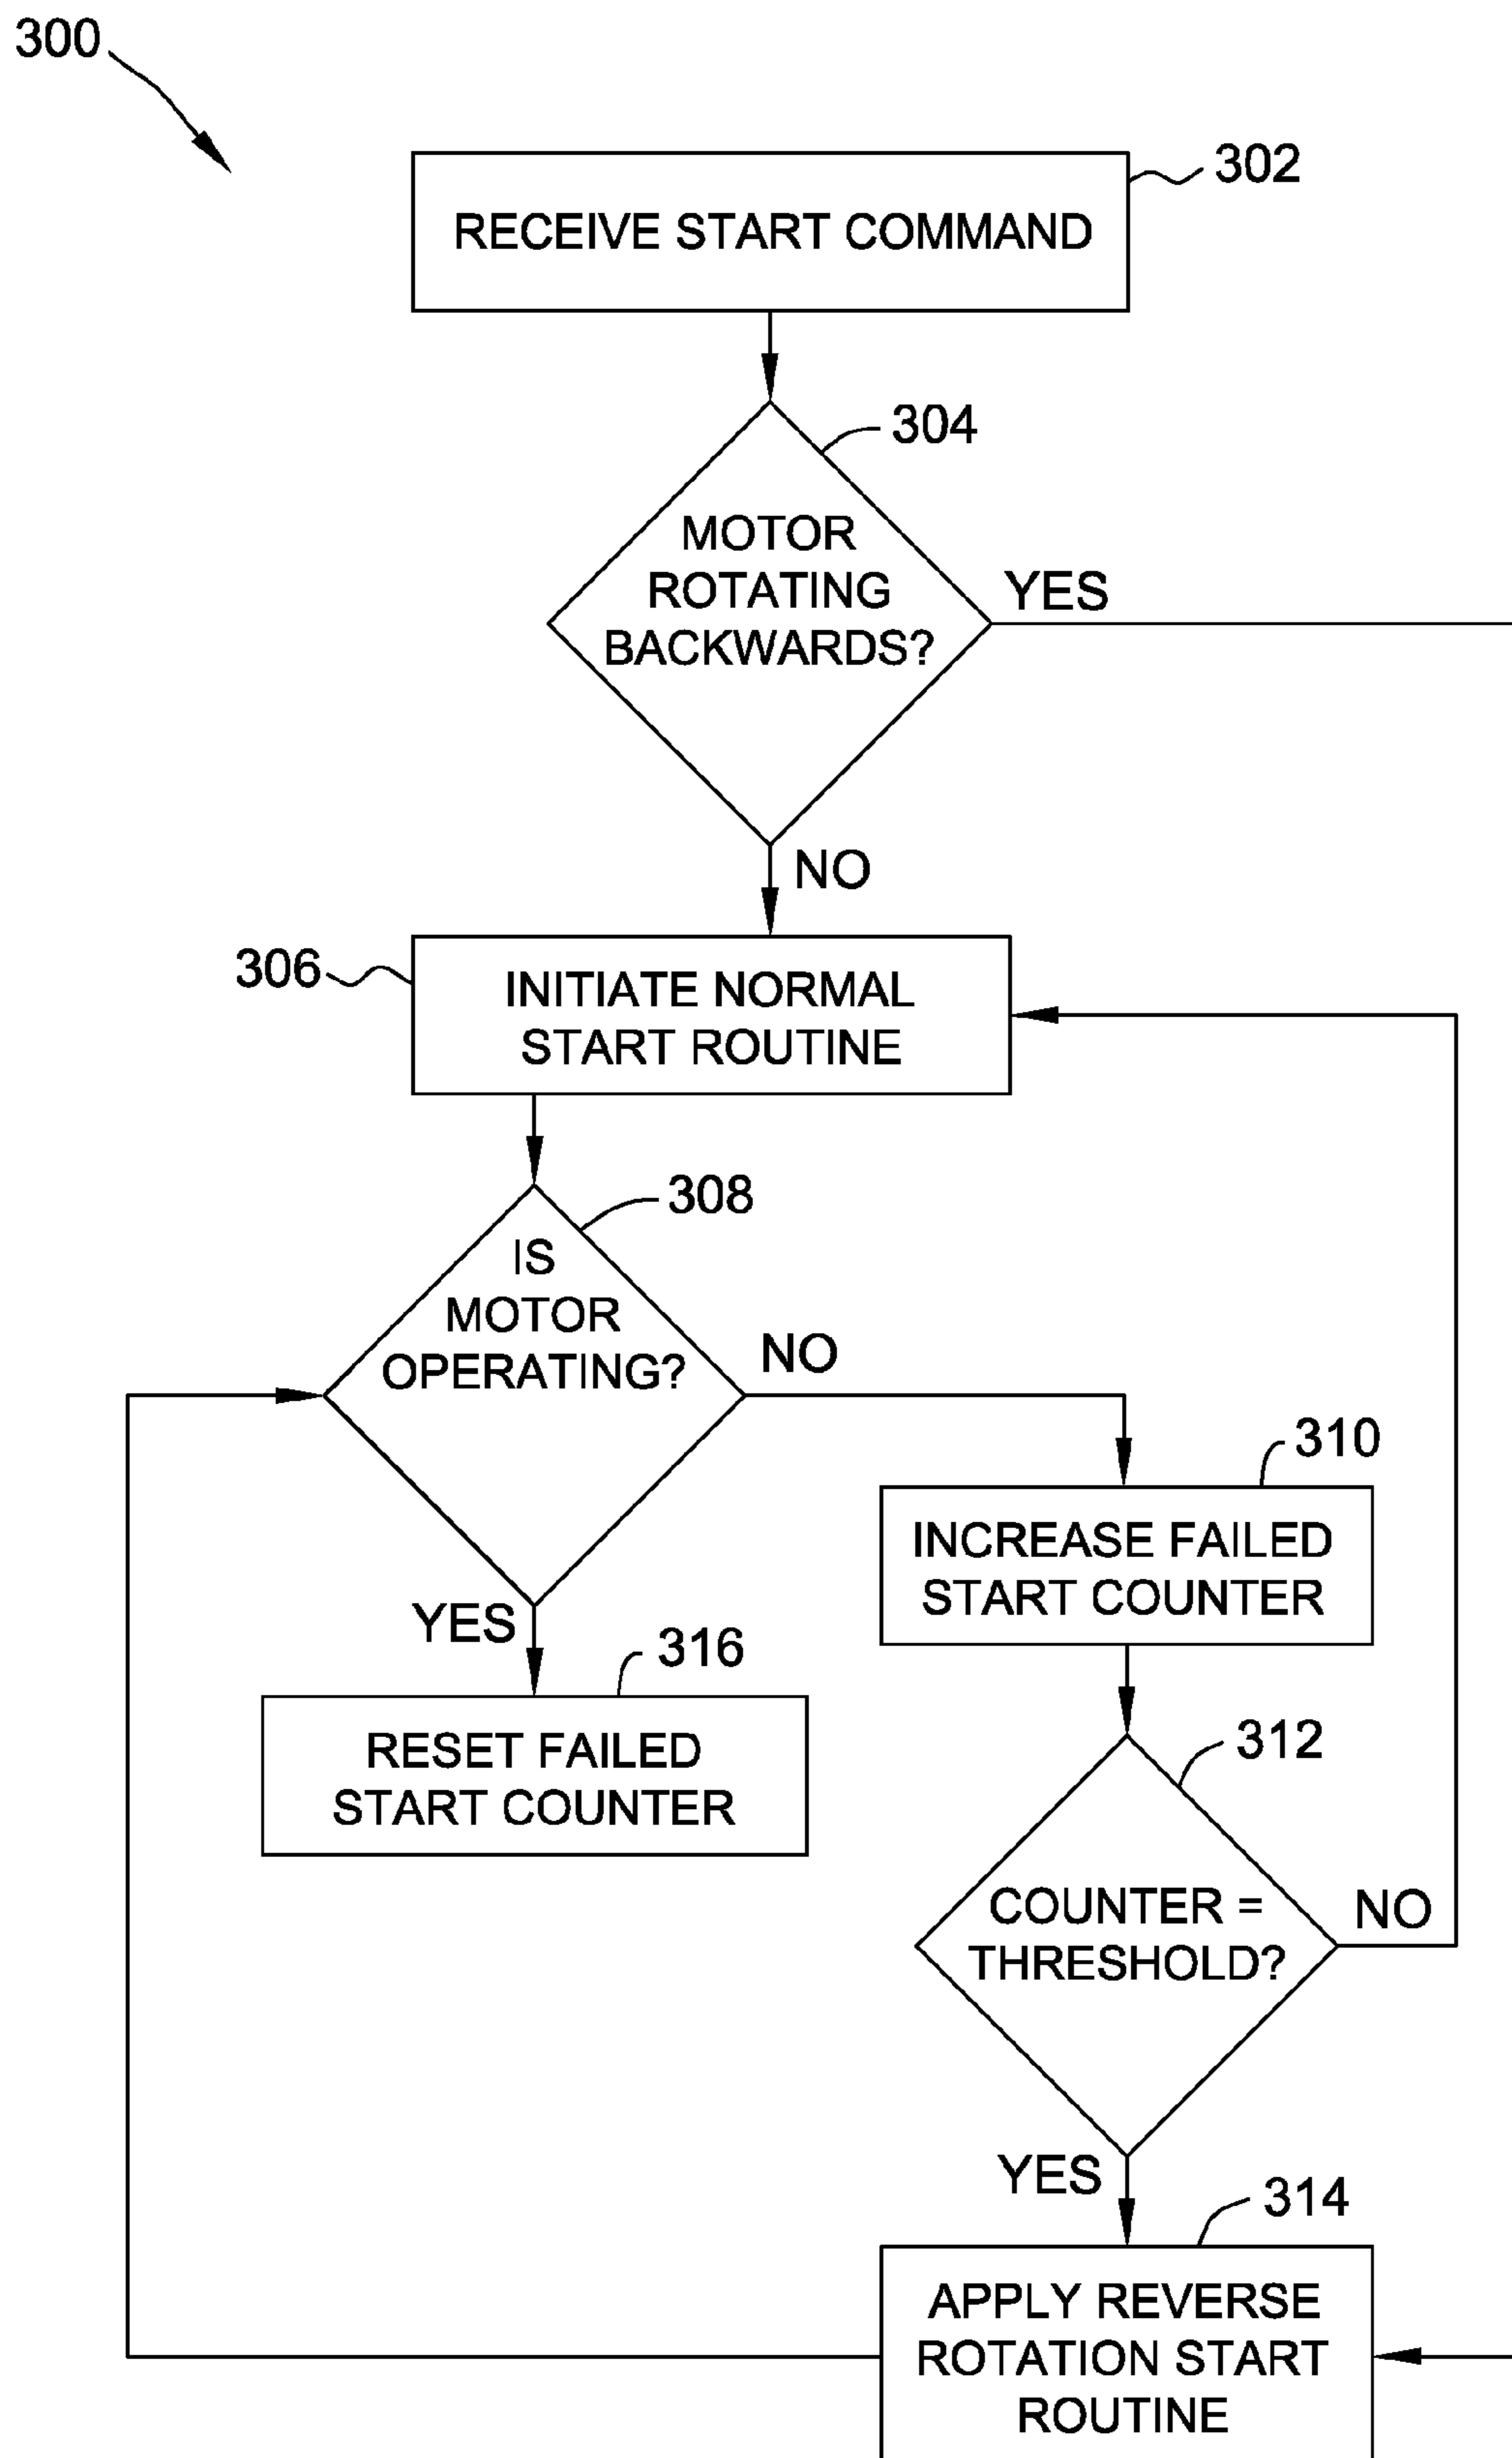 300
302
RECEIVE START COMMAND
304
MOTOR
ROTATING
BACKWARDS?
YES
NO
306
INITIATE NORMAL
START ROUTINE
308
IS
MOTOR
OPERATING?
NO
310
INCREASE FAILED
START COUNTER
YES
316
RESET FAILED
START COUNTER
312
COUNTER =
THRESHOLD?
NO
YES
314
APPLY REVERSE
ROTATION START
ROUTINE